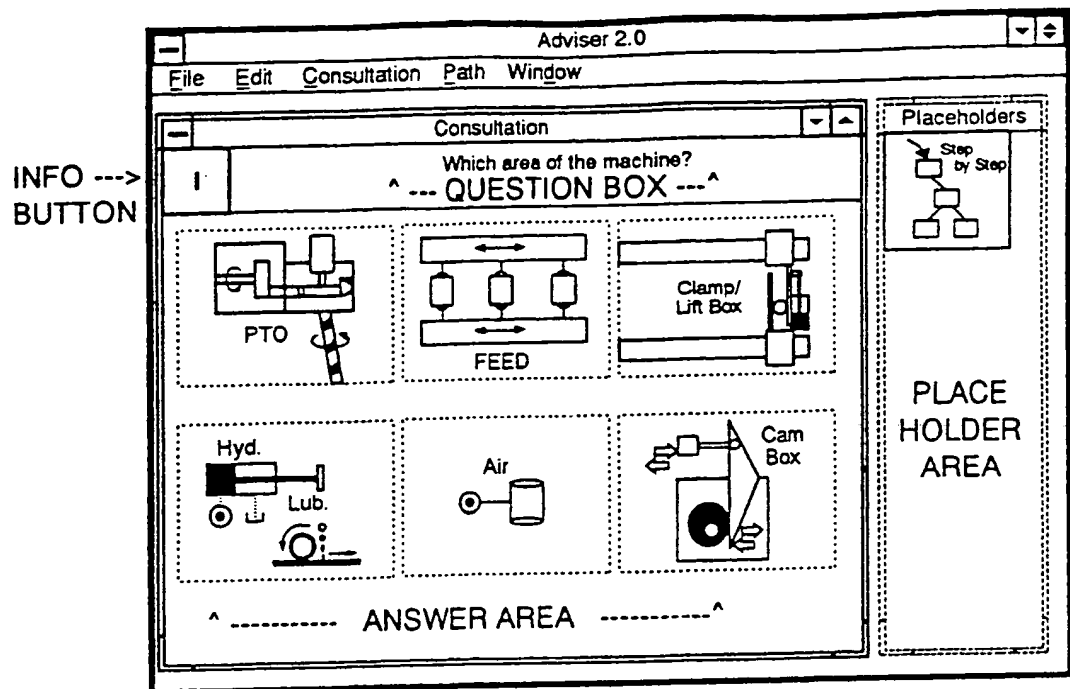 Adviser 2.0
File Edit Consultation Path Window
Consultation
Placeholders
Step
by Step
INFO --->
BUTTON
I
Which area of the machine?
^ --- QUESTION BOX ---^
PTO
FEED
Clamp/
Lift Box
Hyd.
Lub.
Air
Cam
Box
PLACE
HOLDER
AREA
^ ----------- ANSWER AREA -----------^